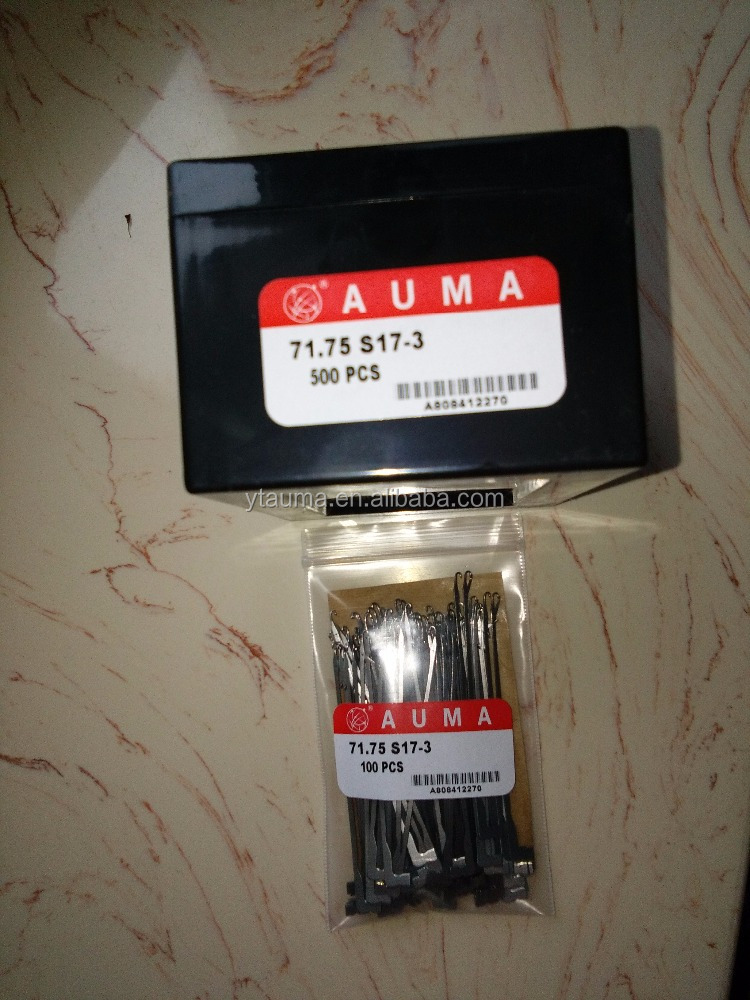 ® AUMA
71.75 S17-3
500 PCS
A808412270
ytauma.en.alibaba.com
® AUMA
71.75 S17-3
100 PCS
A808412270